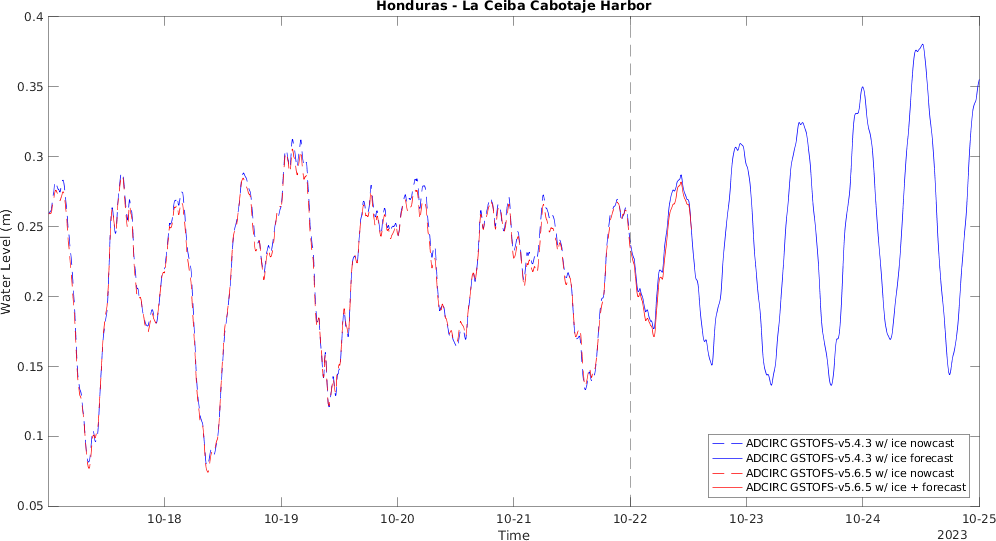 Honduras - La Ceiba Cabotaje Harbor
0.4
0.35
0.3
0.25
0.2
0.15
0.1
0.05
Water Level (m)
ADCIRC GSTOFS-v5.4.3 w/ ice nowcast
ADCIRC GSTOFS-v5.4.3 w/ ice forecast
ADCIRC GSTOFS-v5.6.5 w/ ice nowcast
ADCIRC GSTOFS-v5.6.5 w/ ice + forecast
10-18 10-19 10-20 10-21 10-22 10-23 10-24 10-25
Time
2023